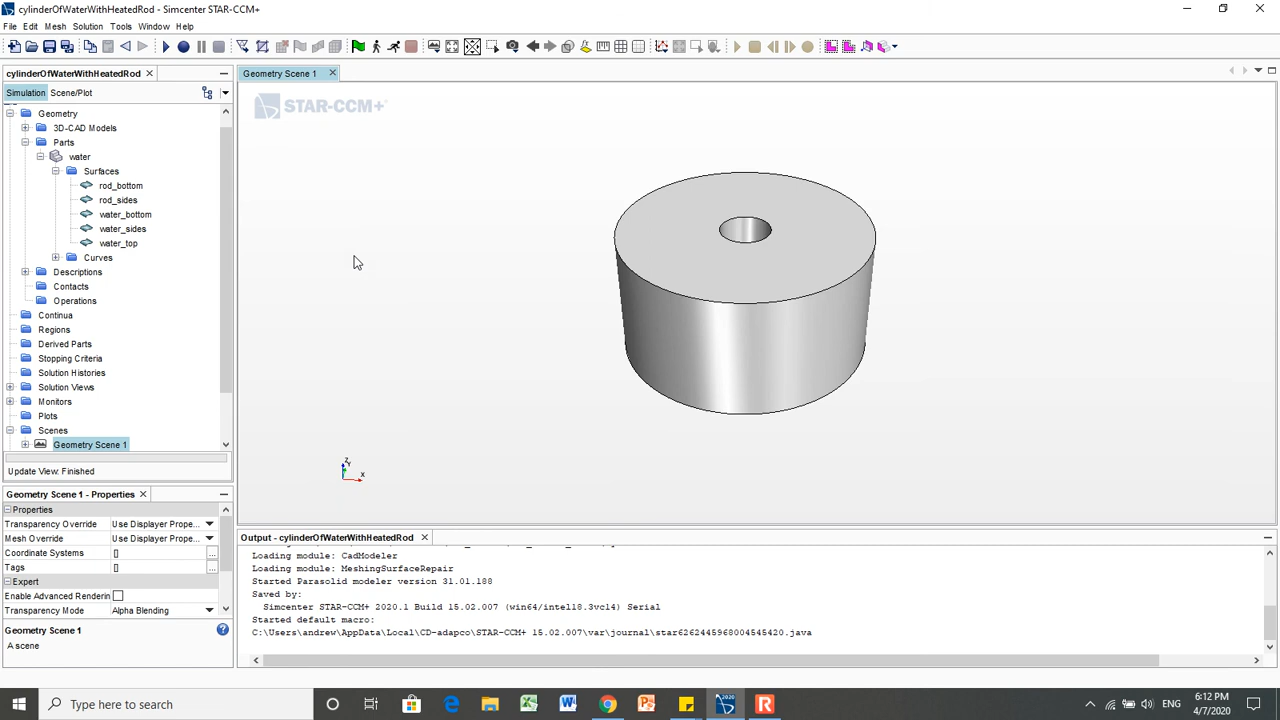 cylinderOfWaterWithHeatedRod - Simcenter STAR-CCM+
File Edit Mesh Solution Tools Window Help
cylinderOfWaterWithHeatedRod
Geometry Scene 1
Simulation Scene/Plot
STAR-CCM+
Geometry
3D-CAD Models
Parts
water
Surfaces
rod_bottom
rod_sides
water_bottom
water_sides
water_top
Curves
Descriptions
Contacts
Operations
Continua
Regions
Derived Parts
Stopping Criteria
Solution Histories
Solution Views
Monitors
Plots
Scenes
Geometry Scene 1
Z
Y
X
Update View: Finished
Geometry Scene 1 - Properties
Properties
Transparency Override Use Displayer Prope...
Mesh Override Use Displayer Prope...
Coordinate Systems []
Tags []
Expert
Enable Advanced Renderin
Transparency Mode Alpha Blending
Geometry Scene 1
A scene
Output - cylinderOfWaterWithHeatedRod
Loading module: CadModeler
Loading module: MeshingSurfaceRepair
Started Parasolid modeler version 31.01.188
Saved by:
Simcenter STAR-CCM+ 2020.1 Build 15.02.007 (win64/intel18.3vc14) Serial
Started default macro:
C:\Users\andrew\AppData\Local\CD-adapco\STAR-CCM+ 15.02.007\var\journal\star6262445968004545420.java
Type here to search
ENG
6:12 PM
4/7/2020